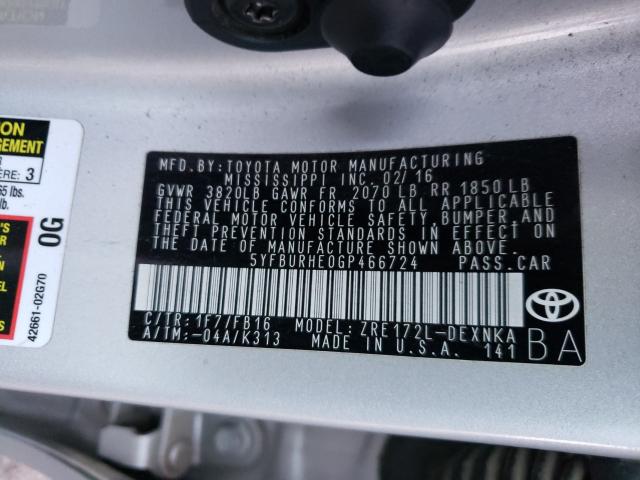 MFD.BY:TOYOTA MOTOR MANUFACTURING
MISSISSIPPI, INC. 02/16
GVWR 3820LB GAWR FR 2070 LB RR 1850 LB
THIS VEHICLE CONFORMS TO ALL APPLICABLE
FEDERAL MOTOR VEHICLE SAFETY, BUMPER, AND
THEFT PREVENTION STANDARDS IN EFFECT ON
THE DATE OF MANUFACTURE SHOWN ABOVE.
5YFBURHE0GP466724 PASS.CAR
C/TR:1F7/FB16 MODEL: ZRE172L-DEXNKA
A/TM:-04A/K313 MADE IN U.S.A. 141
BA
3
65 lbs.
lb.
0G
42661-02G70